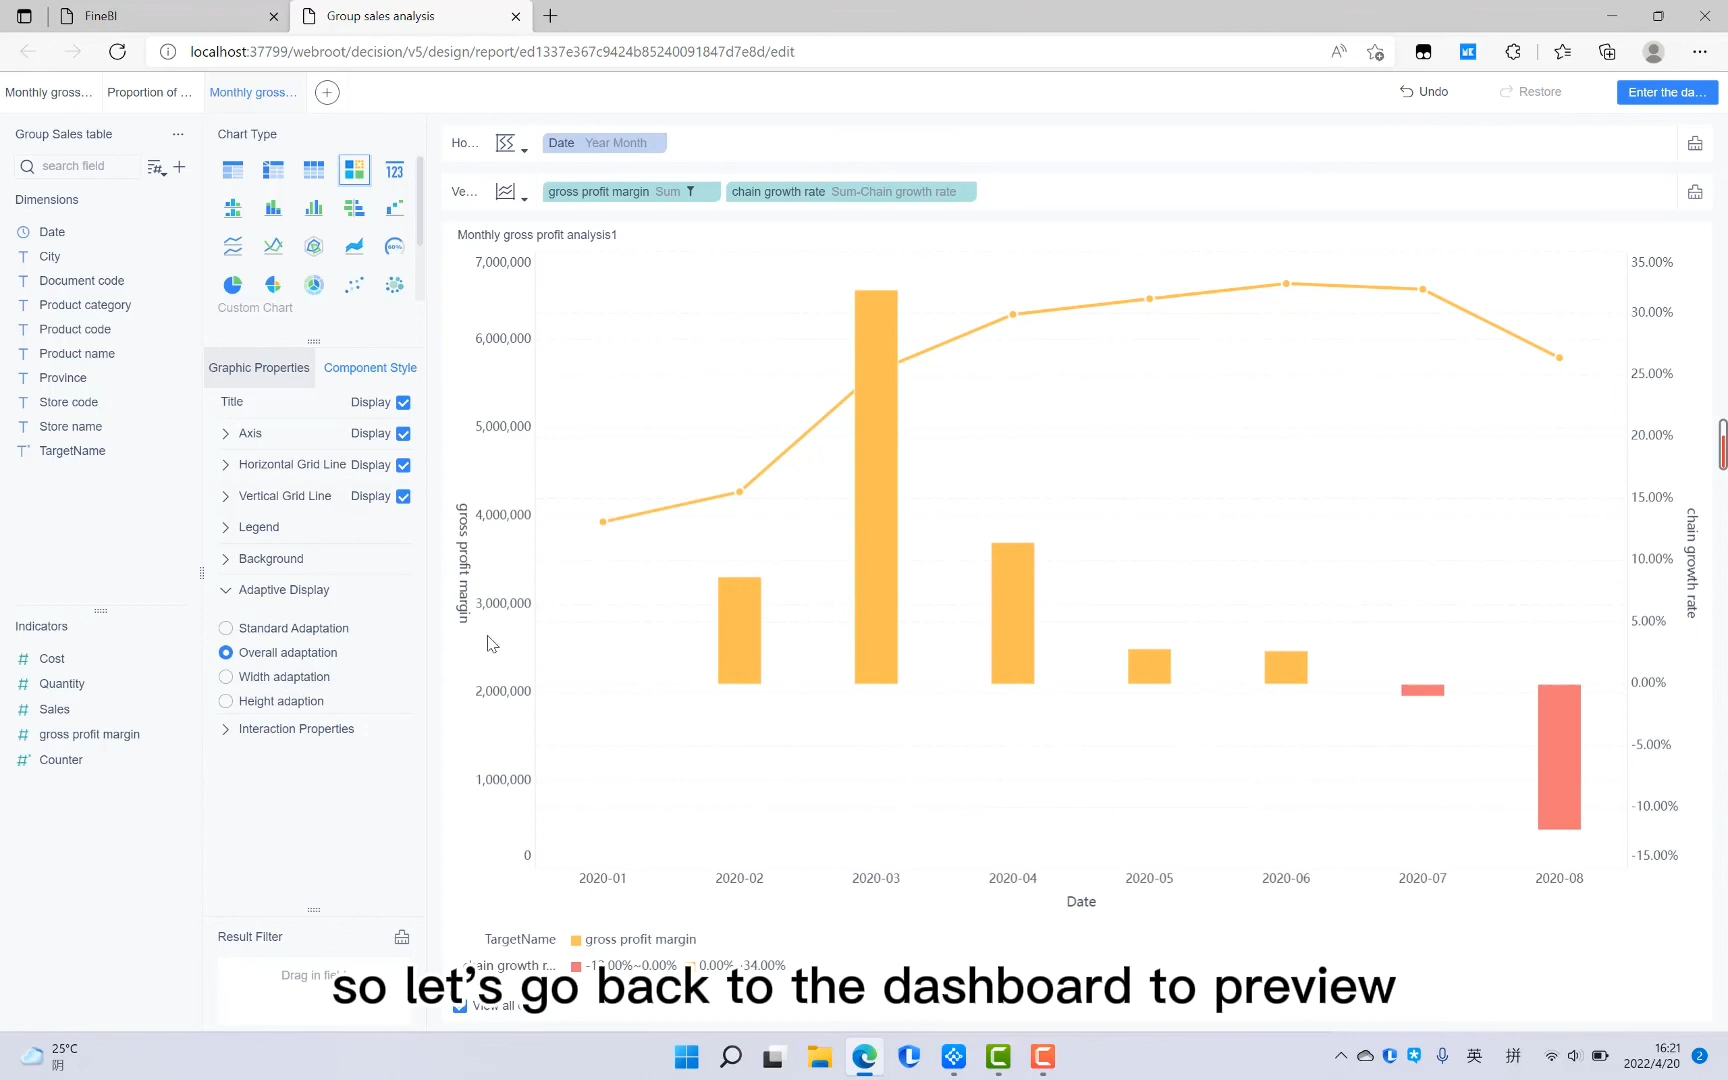 FineBI
Group sales analysis
localhost:37799/webroot/decision/v5/design/report/ed1337e367c9424b85240091847d7e8d/edit
Monthly gross...
Proportion of ...
Monthly gross...
Undo
Restore
Enter the da...
Group Sales table
search field
Dimensions
Date
City
Document code
Product category
Product code
Product name
Province
Store code
Store name
TargetName
Indicators
Cost
Quantity
Sales
gross profit margin
Counter
Chart Type
123
60%
Custom Chart
Graphic Properties
Component Style
Title Display
Axis Display
Horizontal Grid Line Display
Vertical Grid Line Display
Legend
Background
Adaptive Display
Standard Adaptation
Overall adaptation
Width adaptation
Height adaption
Interaction Properties
Result Filter
Drag in
Ho... Date Year Month
Ve... gross profit margin Sum chain growth rate Sum-Chain growth rate
Monthly gross profit analysis1
7,000,000
6,000,000
5,000,000
4,000,000
3,000,000
2,000,000
1,000,000
0
gross profit margin
35.00%
30.00%
25.00%
20.00%
15.00%
10.00%
5.00%
0.00%
-5.00%
-10.00%
-15.00%
chain growth rate
2020-01 2020-02 2020-03 2020-04 2020-05 2020-06 2020-07 2020-08
Date
TargetName gross profit margin
0.00% 34.00%
so let's go back to the dashboard to preview
25°C
阴
英
拼
16:21
2022/4/20
2